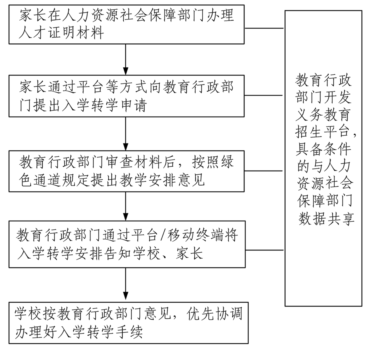 家长在人力资源社会保障部门办理
人才证明材料
家长通过平台等方式向教育行政部
门提出入学转学申请
教育行政部门审查材料后，按照绿
色通道规定提出教学安排意见
教育行政部门通过平台/移动终端将
入学转学安排告知学校、家长
学校按教育行政部门意见，优先协调
办理好入学转学手续
教育行政
部门开发
义务教育
招生平台，
具备条件
的与人力
资源社会
保障部门
数据共享